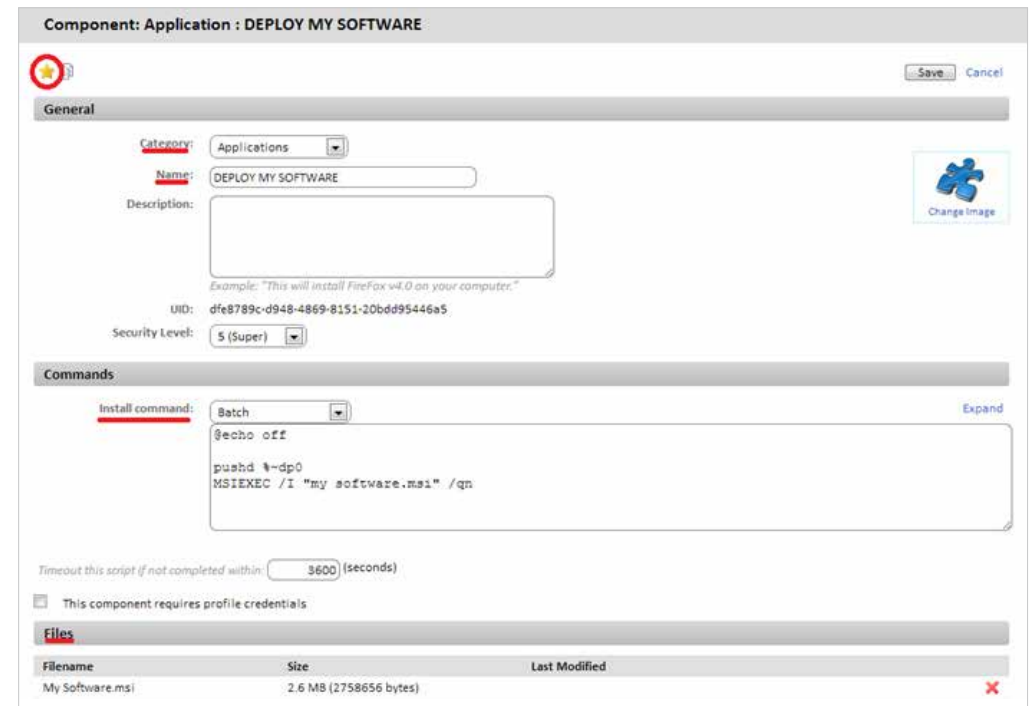 Component: Application : DEPLOY MY SOFTWARE
Save Cancel
General
Category: Applications
Name: DEPLOY MY SOFTWARE
Change Image
Description:
Example: "This will install FireFox v4.0 on your computer."
UID: dfe8789c-d948-4869-8151-20bdd95446a5
Security Level: 5 (Super)
Commands
Install command: Batch Expand
@echo off
pushd %~dp0
MSIEXEC /I "my software.msi" /qn
Timeout this script if not completed within: 3600 (seconds)
This component requires profile credentials
Files
Filename Size Last Modified
My Software.msi 2.6 MB (2758656 bytes)